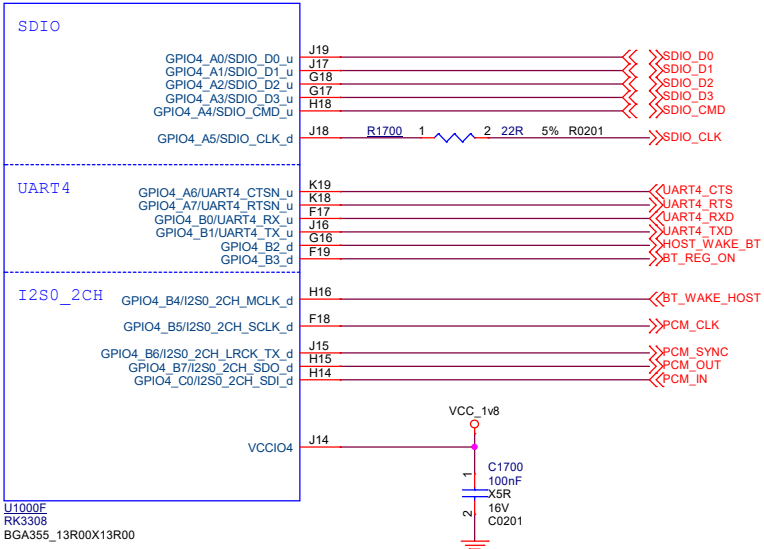 SDIO
GPIO4_A0/SDIO_D0_u J19 SDIO_D0
GPIO4_A1/SDIO_D1_u J17 SDIO_D1
GPIO4_A2/SDIO_D2_u G18 SDIO_D2
GPIO4_A3/SDIO_D3_u G17 SDIO_D3
GPIO4_A4/SDIO_CMD_u H18 SDIO_CMD
GPIO4_A5/SDIO_CLK_d J18 R1700 1 2 22R 5% R0201 SDIO_CLK
UART4
GPIO4_A6/UART4_CTSN_u K19 UART4_CTS
GPIO4_A7/UART4_RTSN_u K18 UART4_RTS
GPIO4_B0/UART4_RX_u F17 UART4_RXD
GPIO4_B1/UART4_TX_u J16 UART4_TXD
GPIO4_B2_d G16 HOST_WAKE_BT
GPIO4_B3_d F19 BT_REG_ON
I2S0_2CH
GPIO4_B4/I2S0_2CH_MCLK_d H16 BT_WAKE_HOST
GPIO4_B5/I2S0_2CH_SCLK_d F18 PCM_CLK
GPIO4_B6/I2S0_2CH_LRCK_TX_d J15 PCM_SYNC
GPIO4_B7/I2S0_2CH_SDO_d H15 PCM_OUT
GPIO4_C0/I2S0_2CH_SDI_d H14 PCM_IN
VCC_1v8
VCCIO4 J14
1 C1700
100nF
X5R
2 16V
C0201
U1000F
RK3308
BGA355_13R00X13R00